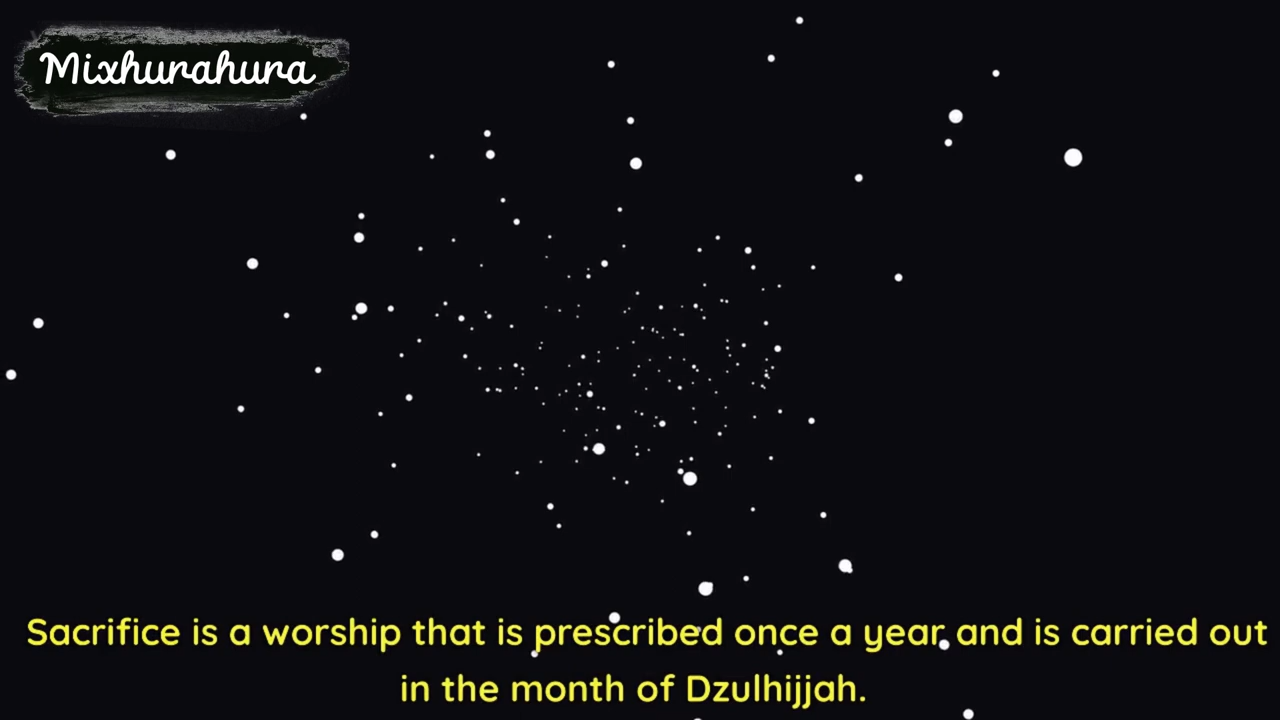 Mixhurahura
Sacrifice is a worship that is prescribed once a year and is carried out
in the month of Dzulhijjah.